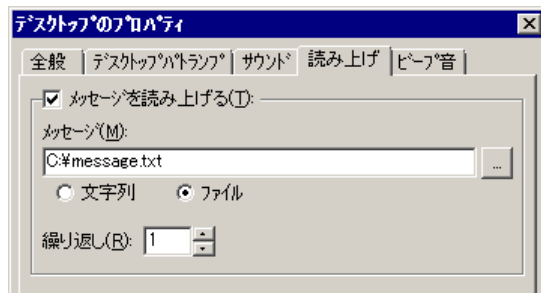 デスクトップのプロパティ
全般 デスクトップパトランプ サウンド 読み上げ ビープ音
メッセージを読み上げる(T):
メッセージ(M):
C:¥message.txt ...
文字列 ファイル
繰り返し(R): 1